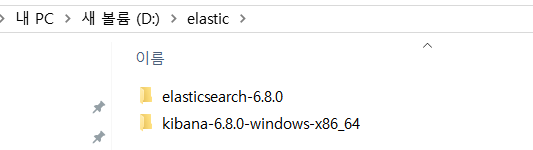 내 PC > 새 볼륨 (D:) > elastic >
이름
elasticsearch-6.8.0
kibana-6.8.0-windows-x86_64